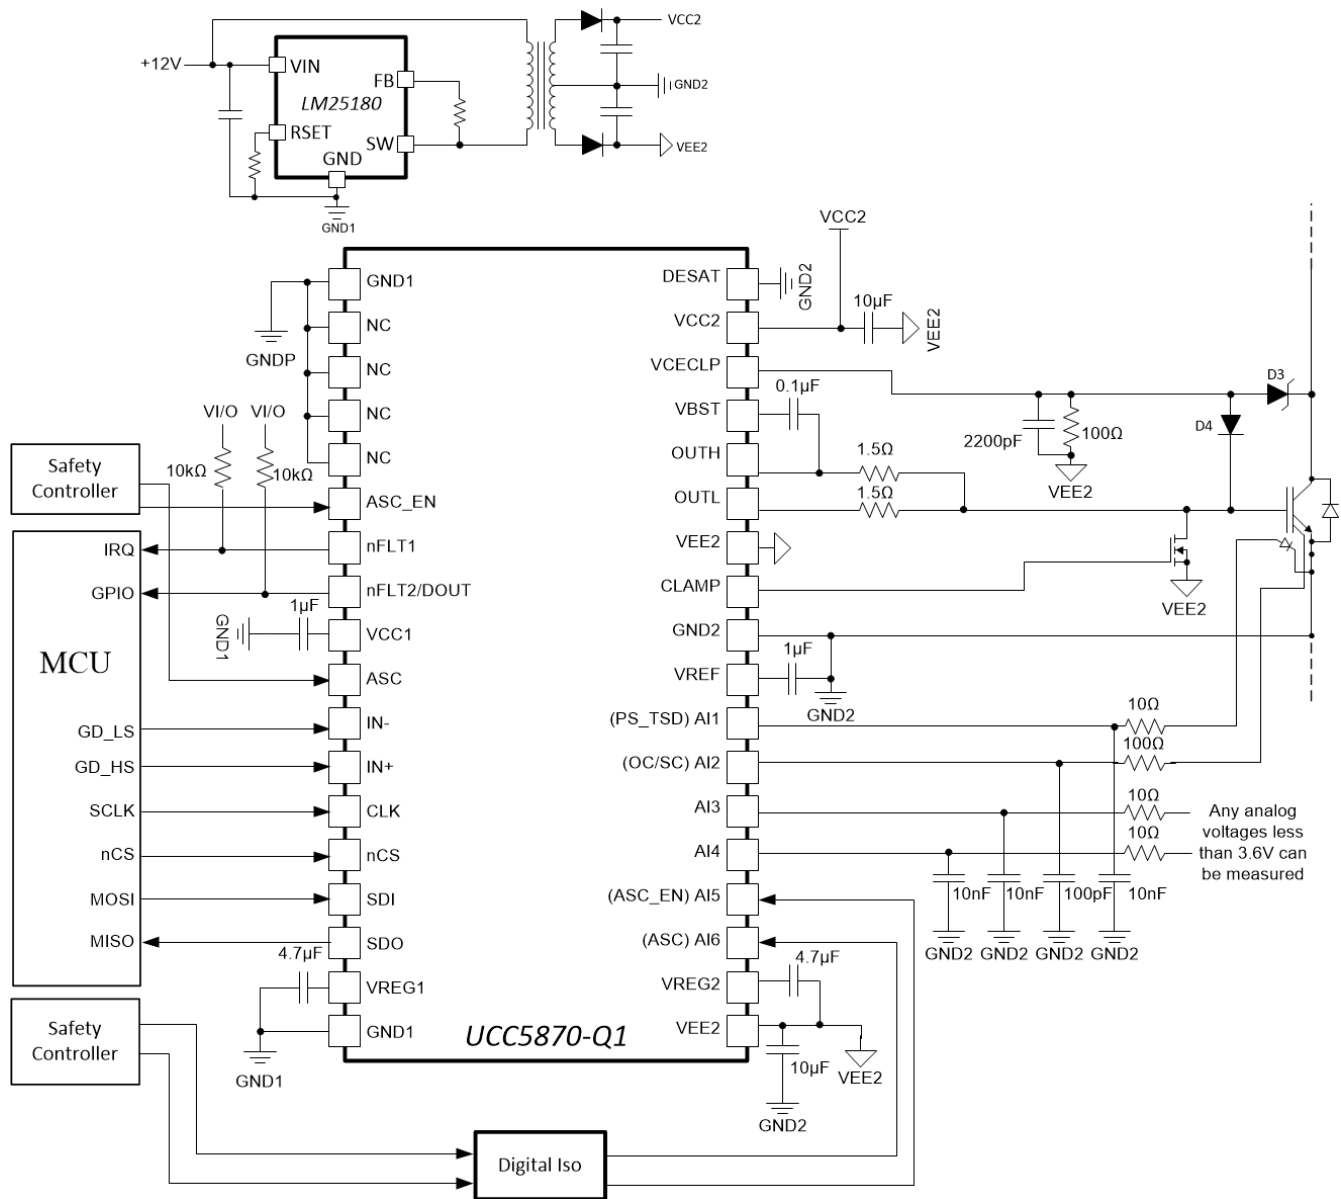 +12V
VIN
FB
LM25180
RSET
SW
GND
GND1
VCC2
GND2
VEE2
VCC2
10µF
VEE2
GND2
GND1
NC
NC
NC
NC
ASC_EN
nFLT1
nFLT2/DOUT
VCC1
ASC
IN-
IN+
CLK
nCS
SDI
SDO
VREG1
GND1
DESAT
VCC2
VCECLP
VBST
OUTH
OUTL
VEE2
CLAMP
GND2
VREF
(PS_TSD) AI1
(OC/SC) AI2
AI3
AI4
(ASC_EN) AI5
(ASC) AI6
VREG2
VEE2
UCC5870-Q1
GNDP
VI/O
VI/O
10kΩ
10kΩ
Safety
Controller
IRQ
GPIO
MCU
GD_LS
GD_HS
SCLK
nCS
MOSI
MISO
1µF
GND1
4.7µF
GND1
Safety
Controller
Digital Iso
0.1µF
1.5Ω
1.5Ω
2200pF
100Ω
VEE2
D3
D4
VEE2
1µF
GND2
10Ω
100Ω
10Ω
10Ω
Any analog
voltages less
than 3.6V can
be measured
10nF
10nF
100pF
10nF
GND2
GND2
GND2
GND2
4.7µF
10µF
VEE2
GND2